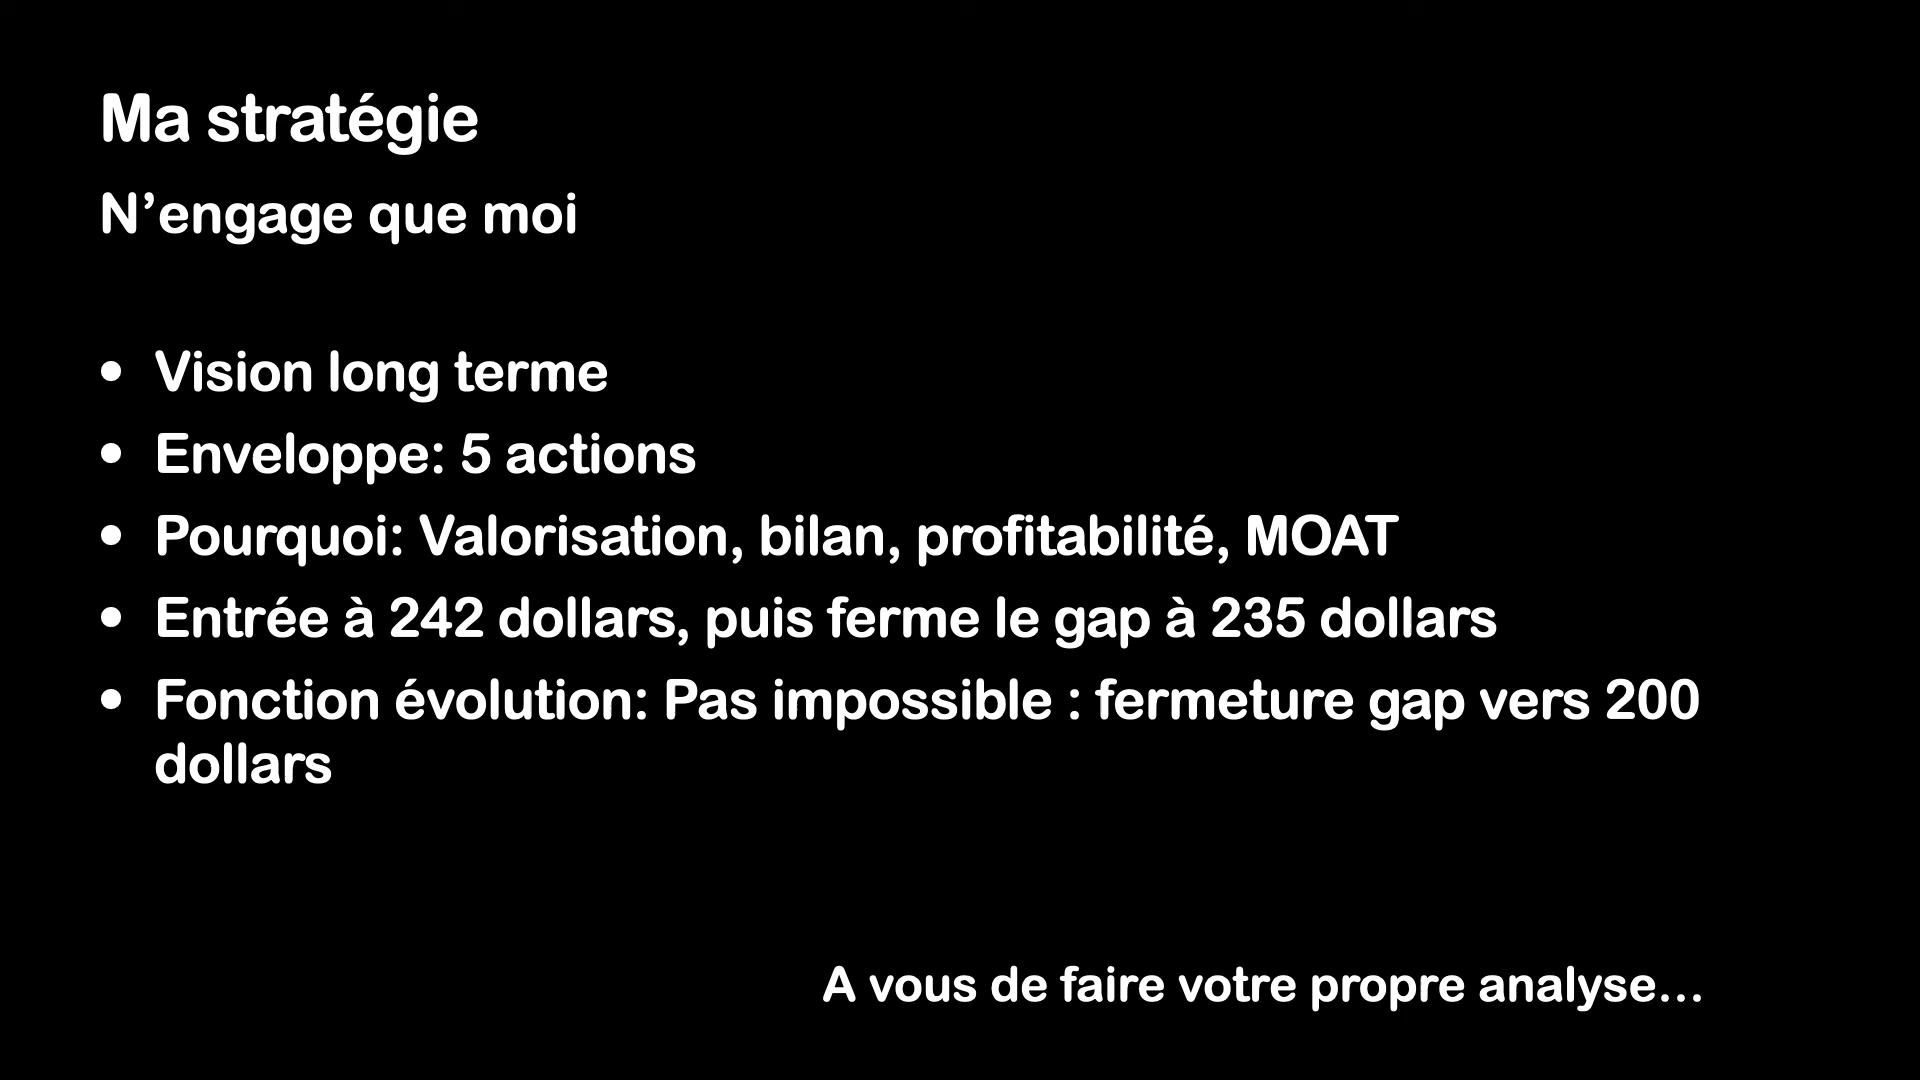 Ma stratégie
N’engage que moi
• Vision long terme
• Enveloppe: 5 actions
• Pourquoi: Valorisation, bilan, profitabilité, MOAT
• Entrée à 242 dollars, puis ferme le gap à 235 dollars
• Fonction évolution: Pas impossible : fermeture gap vers 200
dollars
A vous de faire votre propre analyse...